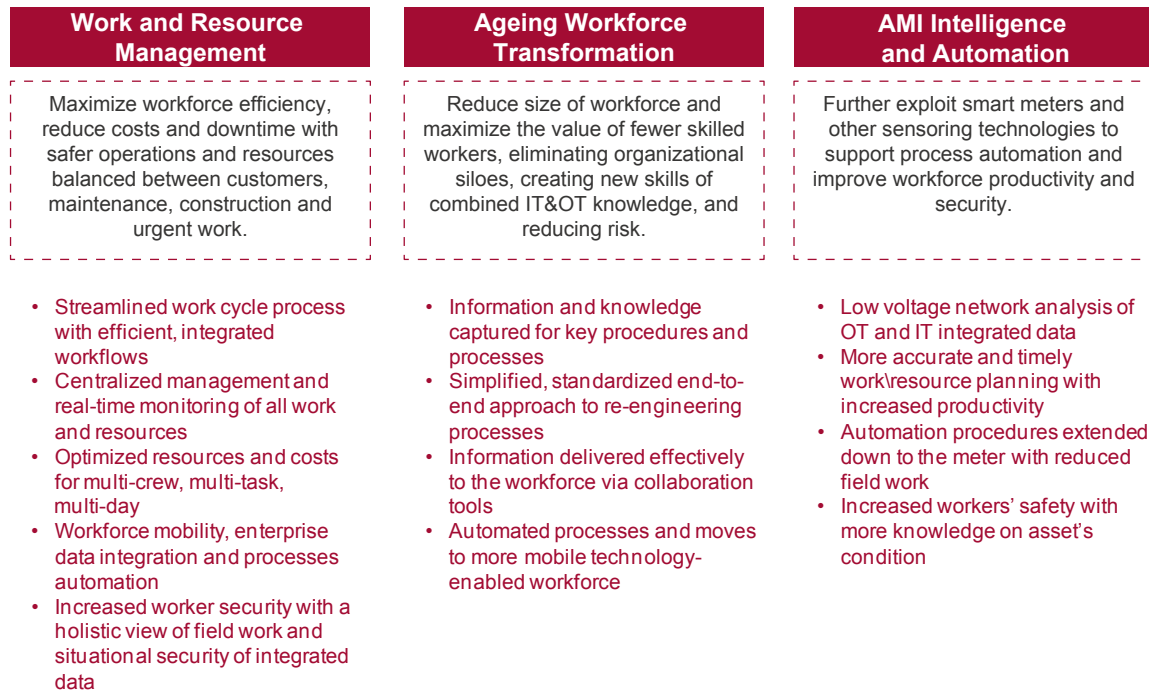 Work and Resource
Management
Maximize workforce efficiency,
reduce costs and downtime with
safer operations and resources
balanced between customers,
maintenance, construction and
urgent work.
• Streamlined work cycle process
with efficient, integrated
workflows
• Centralized management and
real-time monitoring of all work
and resources
• Optimized resources and costs
for multi-crew, multi-task,
multi-day
• Workforce mobility, enterprise
data integration and processes
automation
• Increased worker security with a
holistic view of field work and
situational security of integrated
data
Ageing Workforce
Transformation
Reduce size of workforce and
maximize the value of fewer skilled
workers, eliminating organizational
siloes, creating new skills of
combined IT&OT knowledge, and
reducing risk.
• Information and knowledge
captured for key procedures and
processes
• Simplified, standardized end-to-
end approach to re-engineering
processes
• Information delivered effectively
to the workforce via collaboration
tools
• Automated processes and moves
to more mobile technology-
enabled workforce
AMI Intelligence
and Automation
Further exploit smart meters and
other sensoring technologies to
support process automation and
improve workforce productivity and
security.
• Low voltage network analysis of
OT and IT integrated data
• More accurate and timely
work\resource planning with
increased productivity
• Automation procedures extended
down to the meter with reduced
field work
• Increased workers’ safety with
more knowledge on asset’s
condition